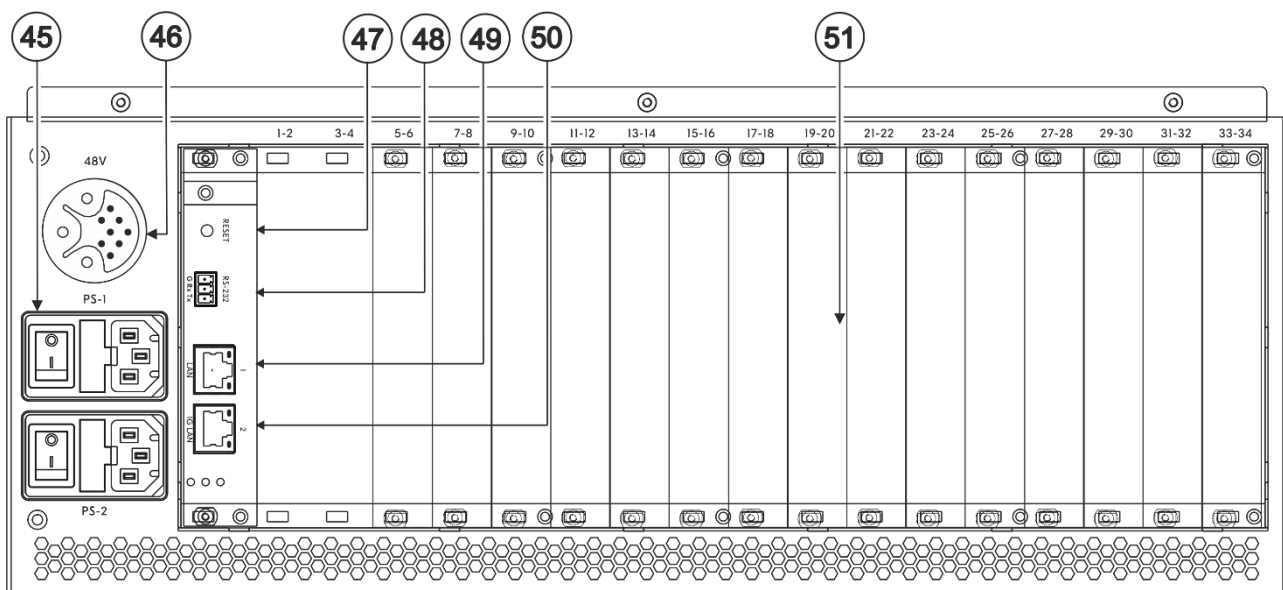 45 46 47 48 49 50 51
1-2 3-4 5-6 7-8 9-10 11-12 13-14 15-16 17-18 19-20 21-22 23-24 25-26 27-28 29-30 31-32 33-34
48V
RESET
RS-232
G Rx Tx
PS-1
1
LAN
2
1G LAN
PS-2